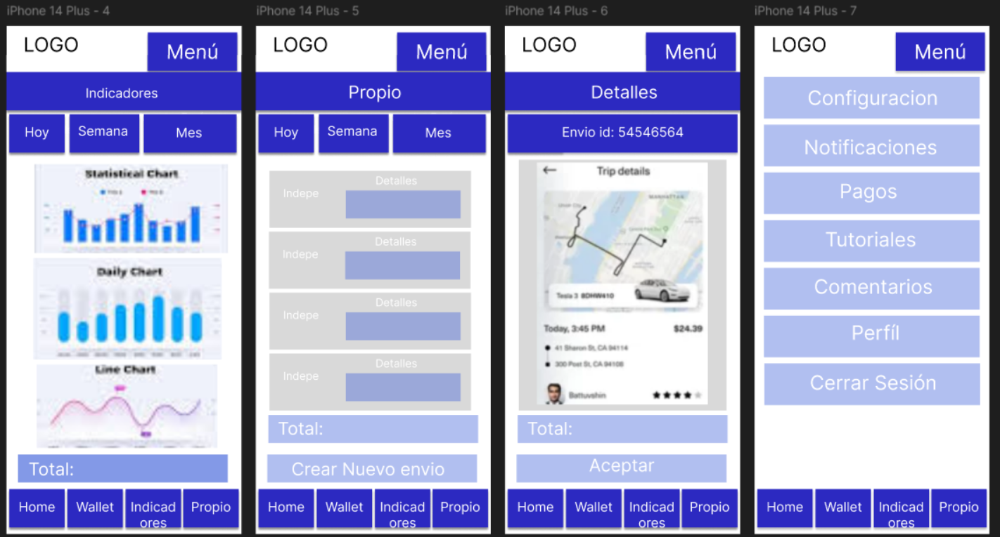 iPhone 14 Plus - 4
LOGO
Menú
Indicadores
Hoy
Semana
Mes
Statistical Chart
Daily Chart
Line Chart
Total:
Home
Wallet
Indicad
ores
Propio
iPhone 14 Plus - 5
LOGO
Menú
Propio
Hoy
Semana
Mes
Detalles
Indepe
Detalles
Indepe
Detalles
Indepe
Detalles
Indepe
Total:
Crear Nuevo envio
Home
Wallet
Indicad
ores
Propio
iPhone 14 Plus - 6
LOGO
Menú
Detalles
Envio id: 54546564
Trip details
MANHATTAN
Tesla 3 8DHW410
Today, 3:45 PM
$24.39
41 Sharon St, CA 94114
300 Post St, CA 94108
Battuvshin
Total:
Aceptar
Home
Wallet
Indicad
ores
Propio
iPhone 14 Plus - 7
LOGO
Menú
Configuracion
Notificaciones
Pagos
Tutoriales
Comentarios
Perfíl
Cerrar Sesión
Home
Wallet
Indicad
ores
Propio